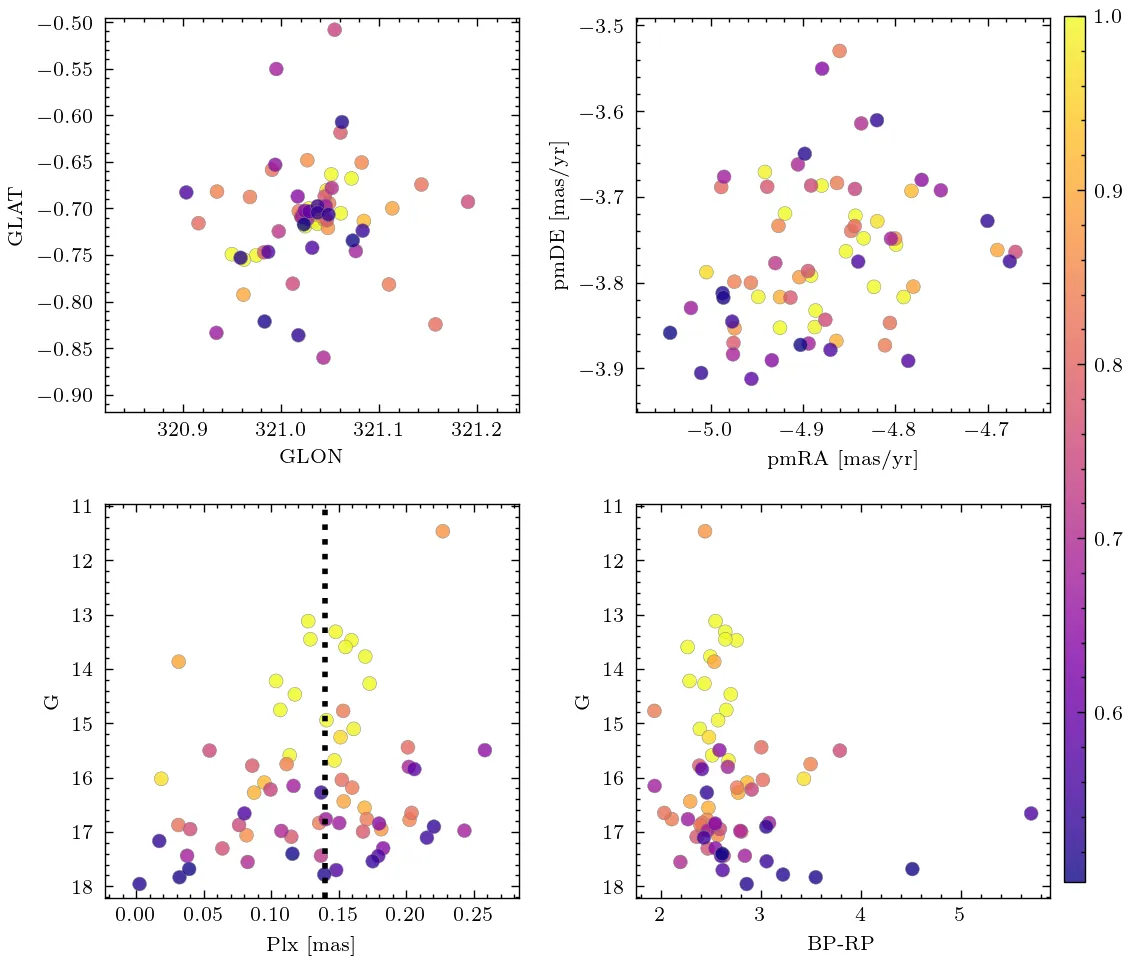 −0.50
−0.55
−0.60
−0.65
−0.70
−0.75
−0.80
−0.85
−0.90
GLAT
320.9 321.0 321.1 321.2
GLON
−3.5
−3.6
−3.7
−3.8
−3.9
pmDE [mas/yr]
−5.0 −4.9 −4.8 −4.7
pmRA [mas/yr]
1.0
0.9
0.8
0.7
0.6
11
12
13
14
15
16
17
18
G
0.00 0.05 0.10 0.15 0.20 0.25
Plx [mas]
11
12
13
14
15
16
17
18
G
2 3 4 5
BP-RP